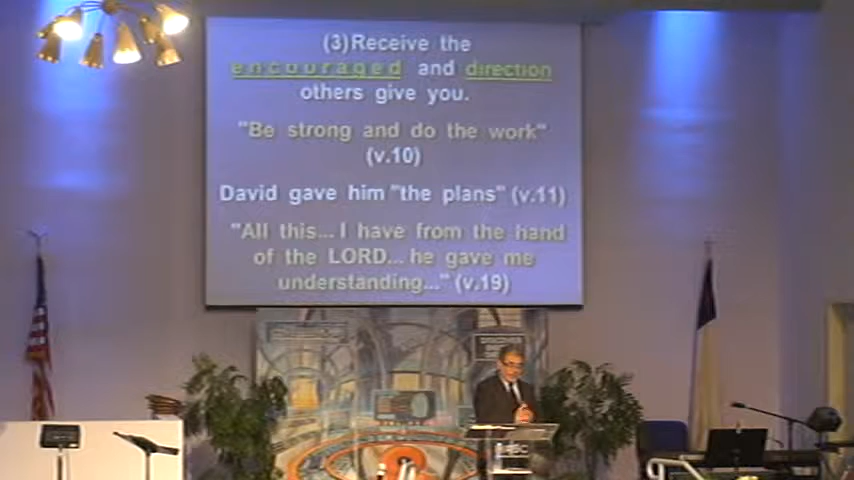 (3)Receive the
encouraged and direction
others give you.
"Be strong and do the work"
(v.10)
David gave him "the plans" (v.11)
"All this... I have from the hand
of the LORD... he gave me
understanding..." (v.19)